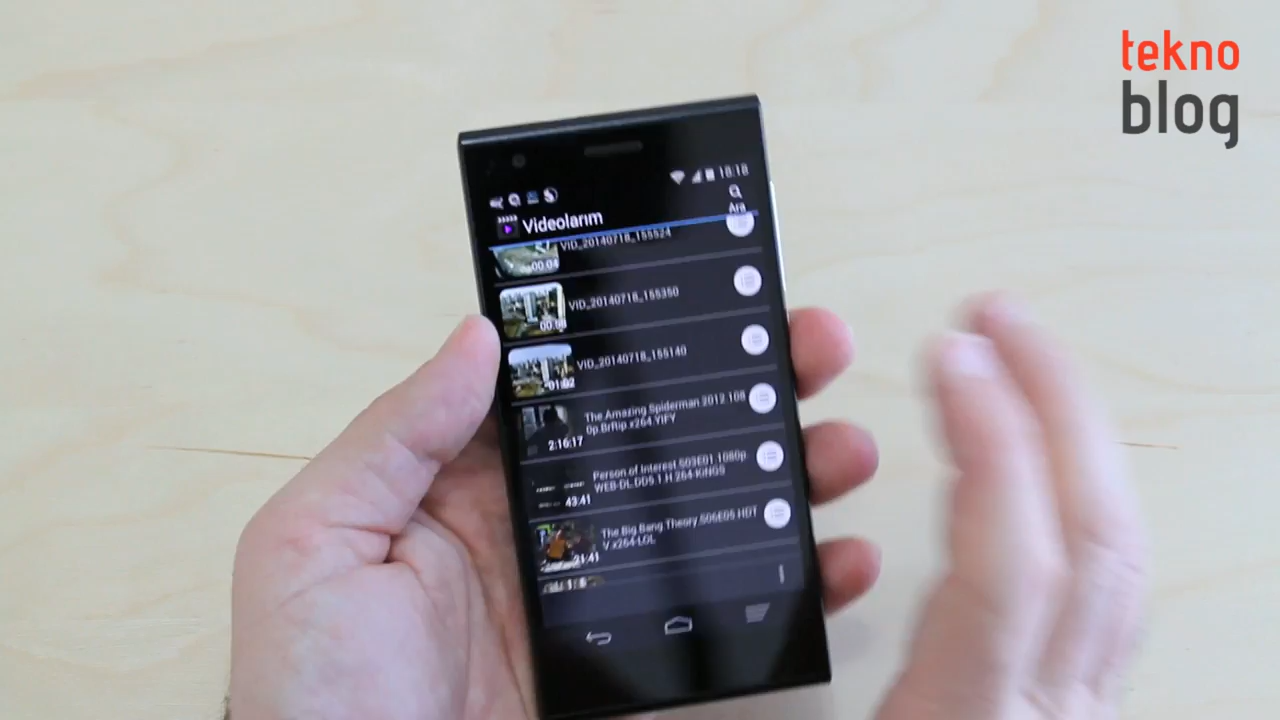 tekno
blog
18:18
Ara
Videolarım
VID_20140718_155524
00:04
VID_20140718_155350
VID_20140718_155140
01:02
The Amazing Spiderman 2012 108
0p.BrRip.x264.YIFY
2:16:17
Person of Interest S03E01.1080p
WEB-DL.DD5.1.H.264-KiNGS
43:41
The Big Bang Theory.S06E05.HDT
V.x264-LOL
21:41